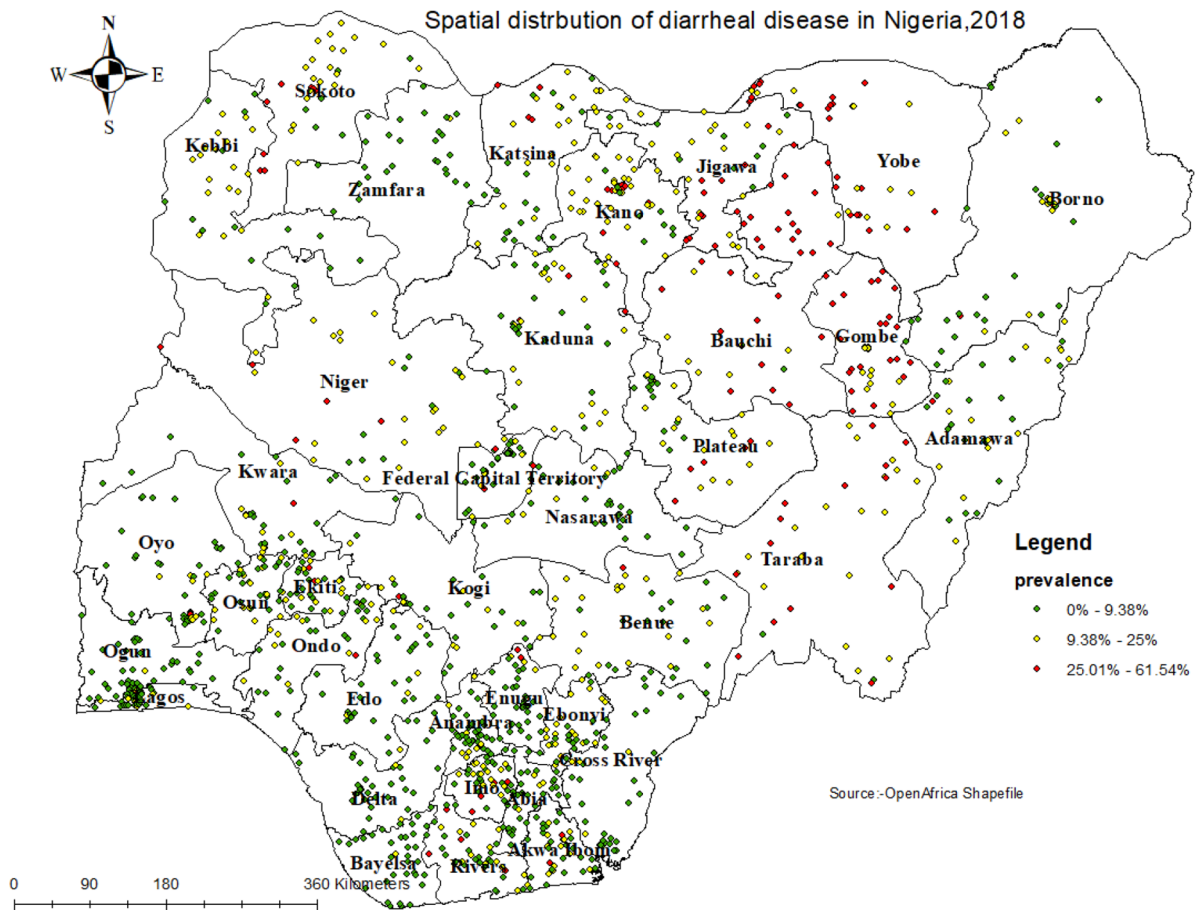 Spatial distrbution of diarrheal disease in Nigeria,2018
N
W
E
S
Sokoto
Kebbi
Zamfara
Katsina
Kano
Jigawa
Yobe
Borno
Kaduna
Bauchi
Gombe
Niger
Adamawa
Plateau
Kwara
Federal Capital Territory
Nasarawa
Oyo
Taraba
Osun
Ekiti
Kogi
Benue
Ogun
Ondo
Lagos
Edo
Enugu
Anambra
Ebonyi
Cross River
Delta
Imo
Abia
Bayelsa
Rivers
Akwa Ibom
Legend
prevalence
0% - 9.38%
9.38% - 25%
25.01% - 61.54%
Source:-OpenAfrica Shapefile
0 90 180 360 Kilometers